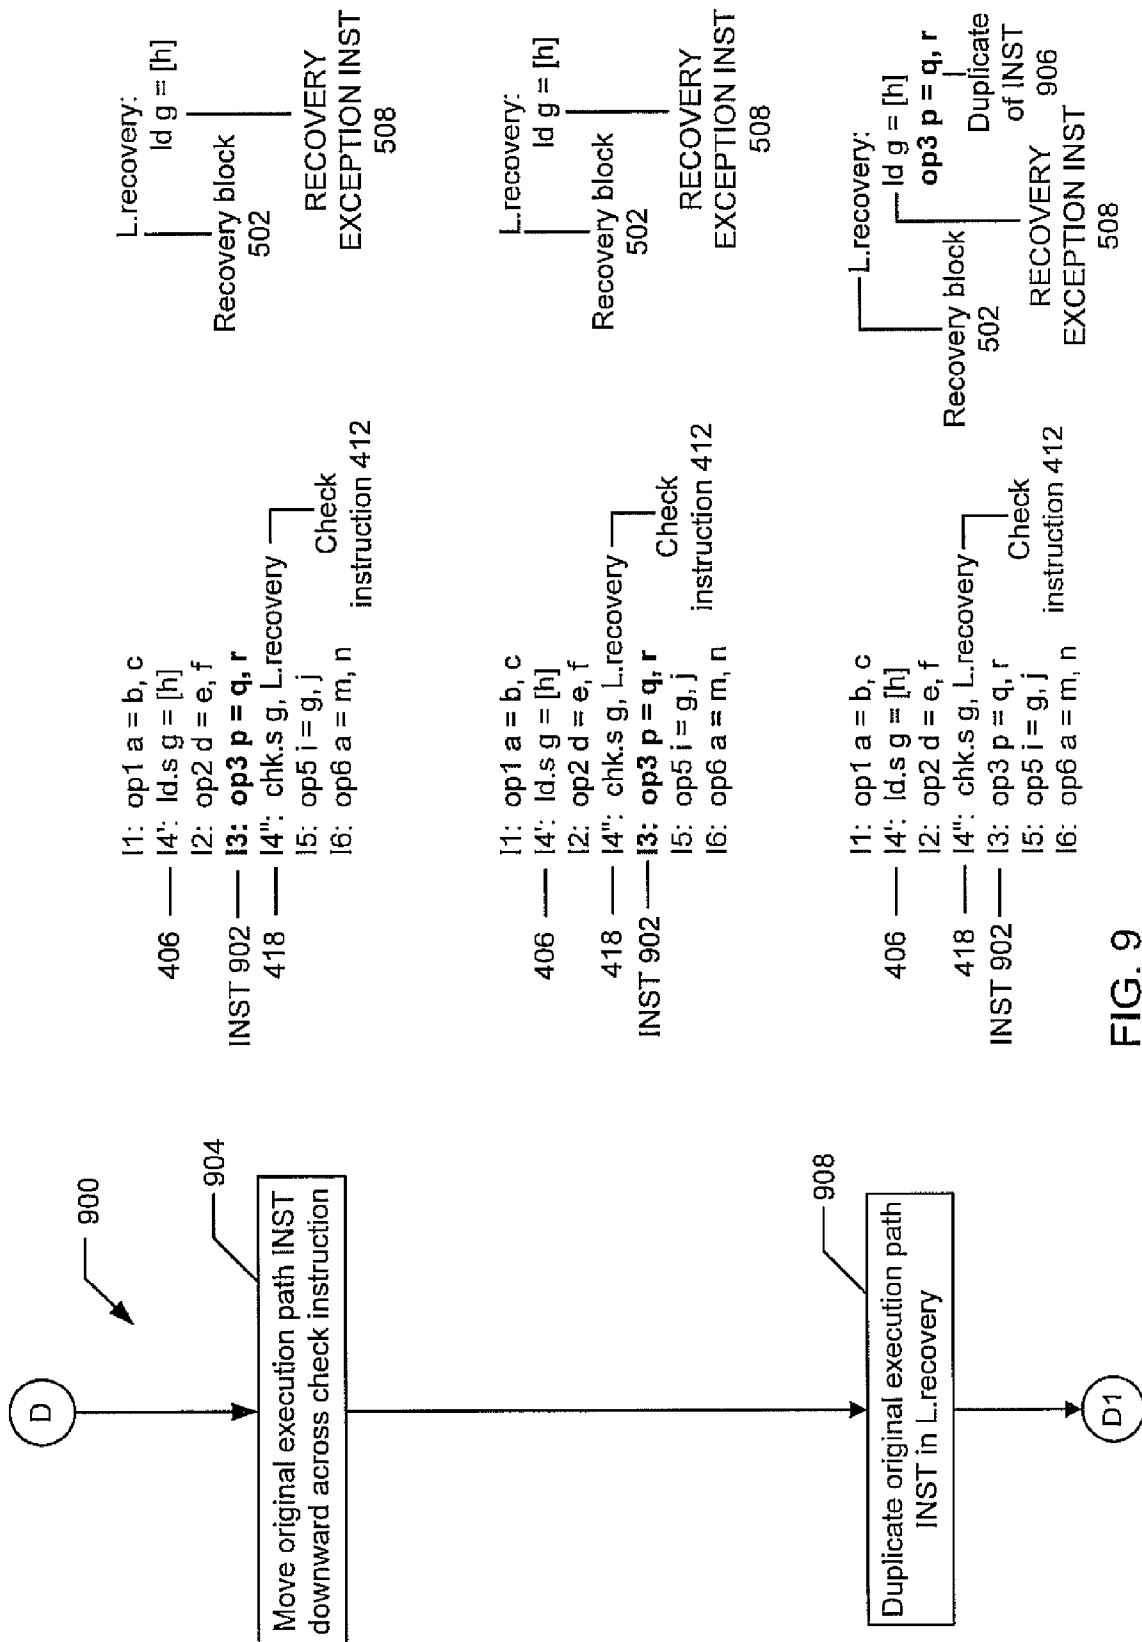 D
900
904
Move original execution path INST
downward across check instruction
908
Duplicate original execution path
INST in L.recovery
D1
I1: op1 a = b, c
406 I4': ld.s g = [h]
I2: op2 d = e, f
INST 902 I3: op3 p = q, r
418 I4": chk.s g, L.recovery
I5: op5 i = g, j
I6: op6 a = m, n
Check
instruction 412
L.recovery:
ld g = [h]
Recovery block
502
RECOVERY
EXCEPTION INST
508
I1: op1 a = b, c
406 I4': ld.s g = [h]
I2: op2 d = e, f
418 I4": chk.s g, L.recovery
INST 902 I3: op3 p = q, r
I5: op5 i = g, j
I6: op6 a = m, n
Check
instruction 412
L.recovery:
ld g = [h]
Recovery block
502
RECOVERY
EXCEPTION INST
508
I1: op1 a = b, c
406 I4': ld.s g = [h]
I2: op2 d = e, f
418 I4": chk.s g, L.recovery
INST 902 I3: op3 p = q, r
I5: op5 i = g, j
I6: op6 a = m, n
Check
instruction 412
L.recovery:
ld g = [h]
op3 p = q, r
Duplicate
of INST
906
Recovery block
502
RECOVERY
EXCEPTION INST
508
FIG. 9